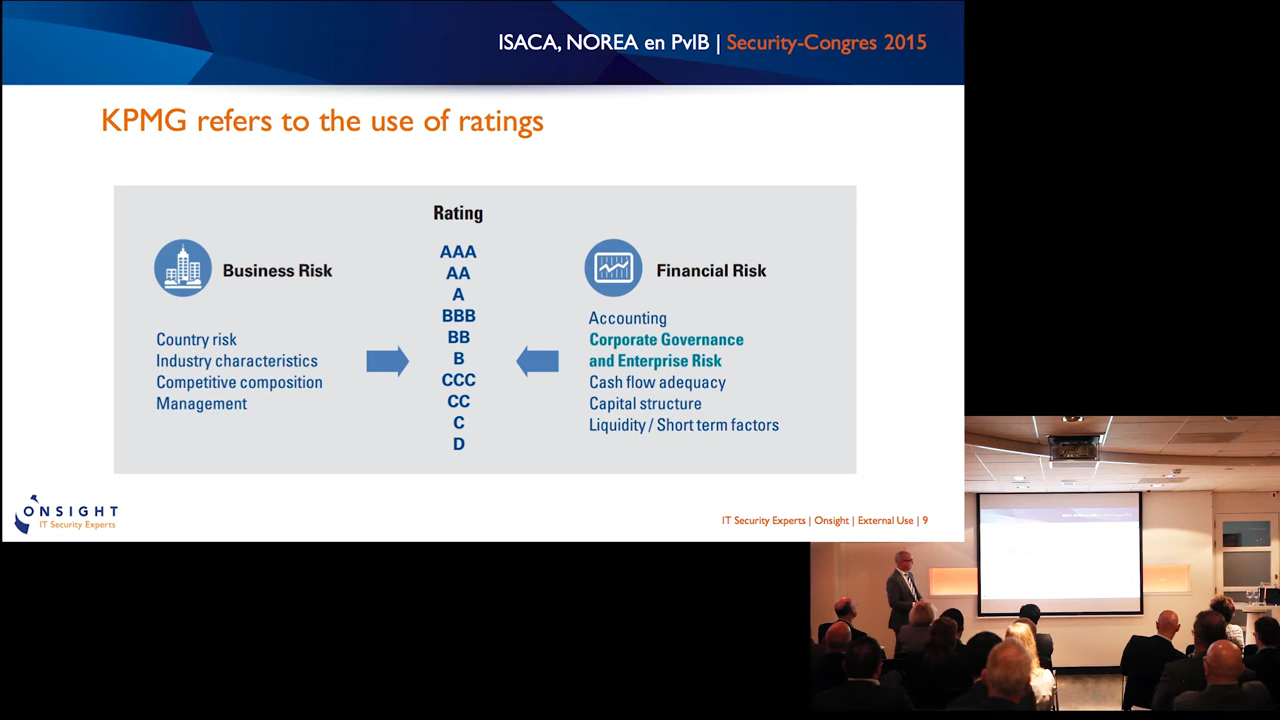 ISACA, NOREA en PvIB | Security-Congres 2015
KPMG refers to the use of ratings
Rating
Business Risk
Country risk
Industry characteristics
Competitive composition
Management
AAA
AA
A
BBB
BB
B
CCC
CC
C
D
Financial Risk
Accounting
Corporate Governance
and Enterprise Risk
Cash flow adequacy
Capital structure
Liquidity / Short term factors
ONSIGHT
IT Security Experts
IT Security Experts | Onsight | External Use | 9